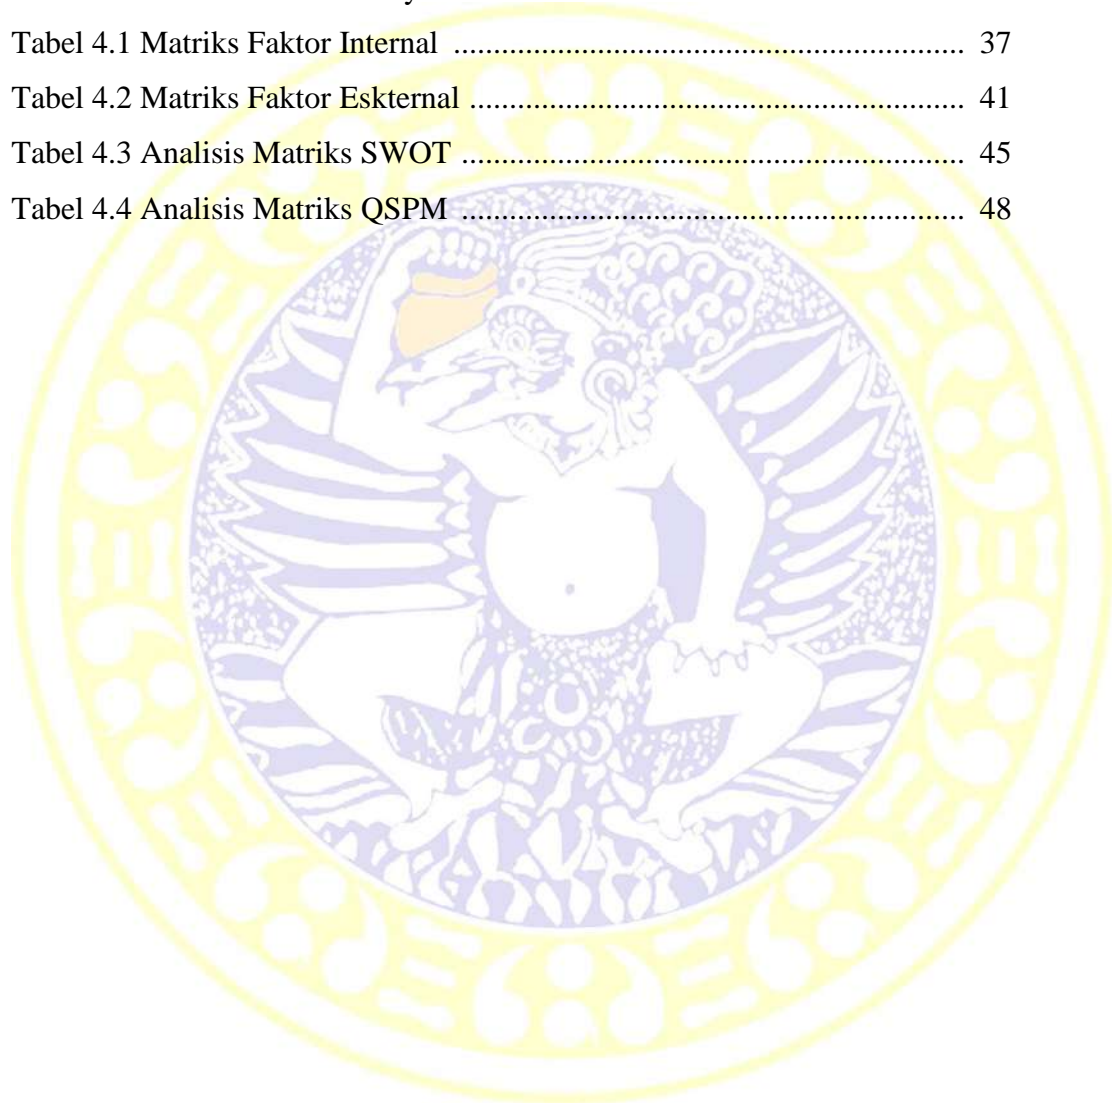 Tabel 4.1 Matriks Faktor Internal ................................................................ 37
Tabel 4.2 Matriks Faktor Eskternal .............................................................. 41
Tabel 4.3 Analisis Matriks SWOT ............................................................... 45
Tabel 4.4 Analisis Matriks QSPM ............................................................... 48